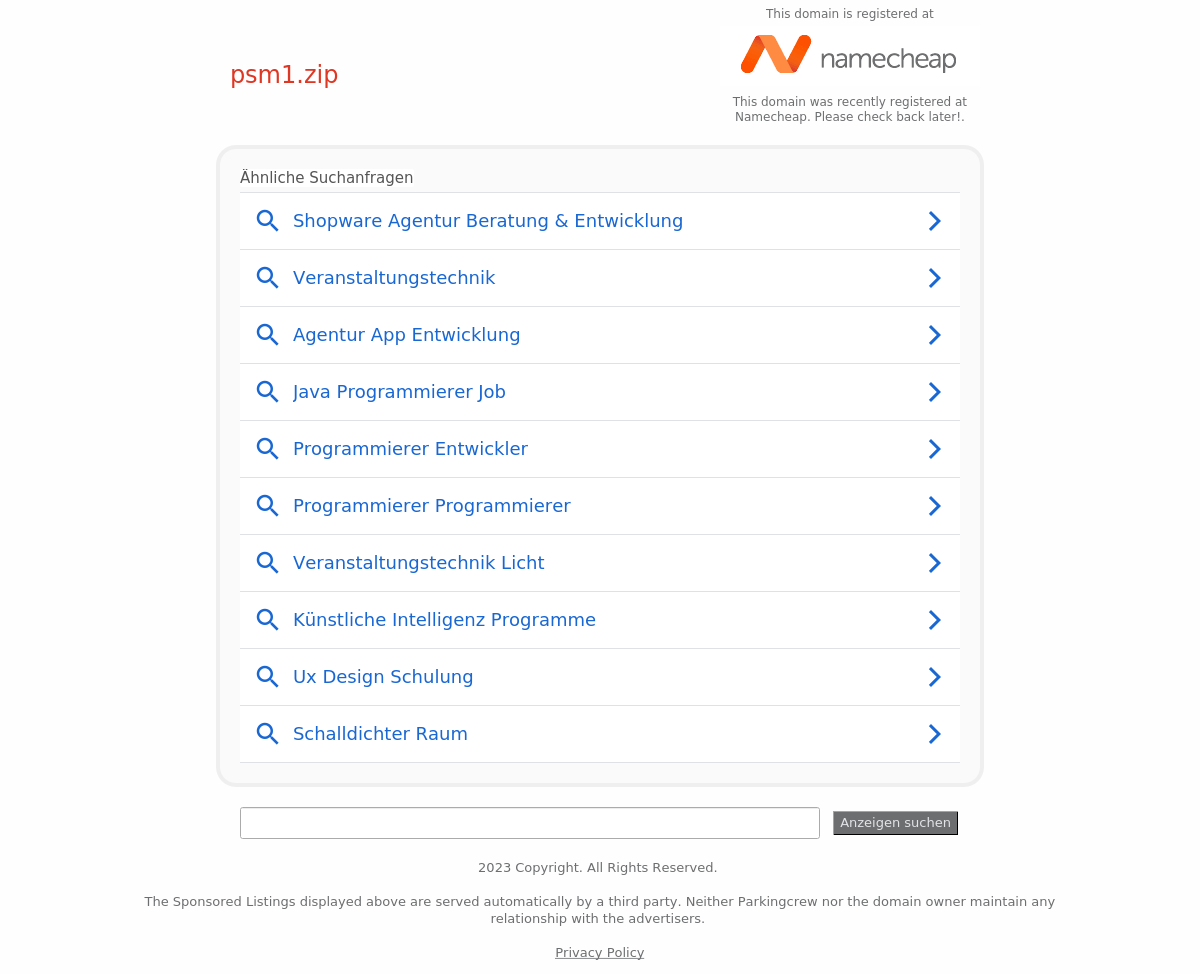 This domain is registered at
namecheap
psm1.zip
This domain was recently registered at
Namecheap. Please check back later!.
Ähnliche Suchanfragen
Shopware Agentur Beratung & Entwicklung
Veranstaltungstechnik
Agentur App Entwicklung
Java Programmierer Job
Programmierer Entwickler
Programmierer Programmierer
Veranstaltungstechnik Licht
Künstliche Intelligenz Programme
Ux Design Schulung
Schalldichter Raum
Anzeigen suchen
2023 Copyright. All Rights Reserved.
The Sponsored Listings displayed above are served automatically by a third party. Neither Parkingcrew nor the domain owner maintain any
relationship with the advertisers.
Privacy Policy